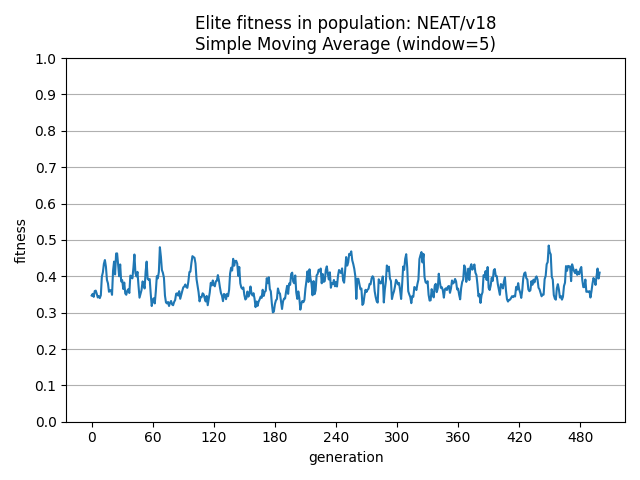 Elite fitness in population: NEAT/v18
Simple Moving Average (window=5)
1.0
0.9
0.8
0.7
0.6
0.5
0.4
0.3
0.2
0.1
0.0
fitness
0 60 120 180 240 300 360 420 480
generation